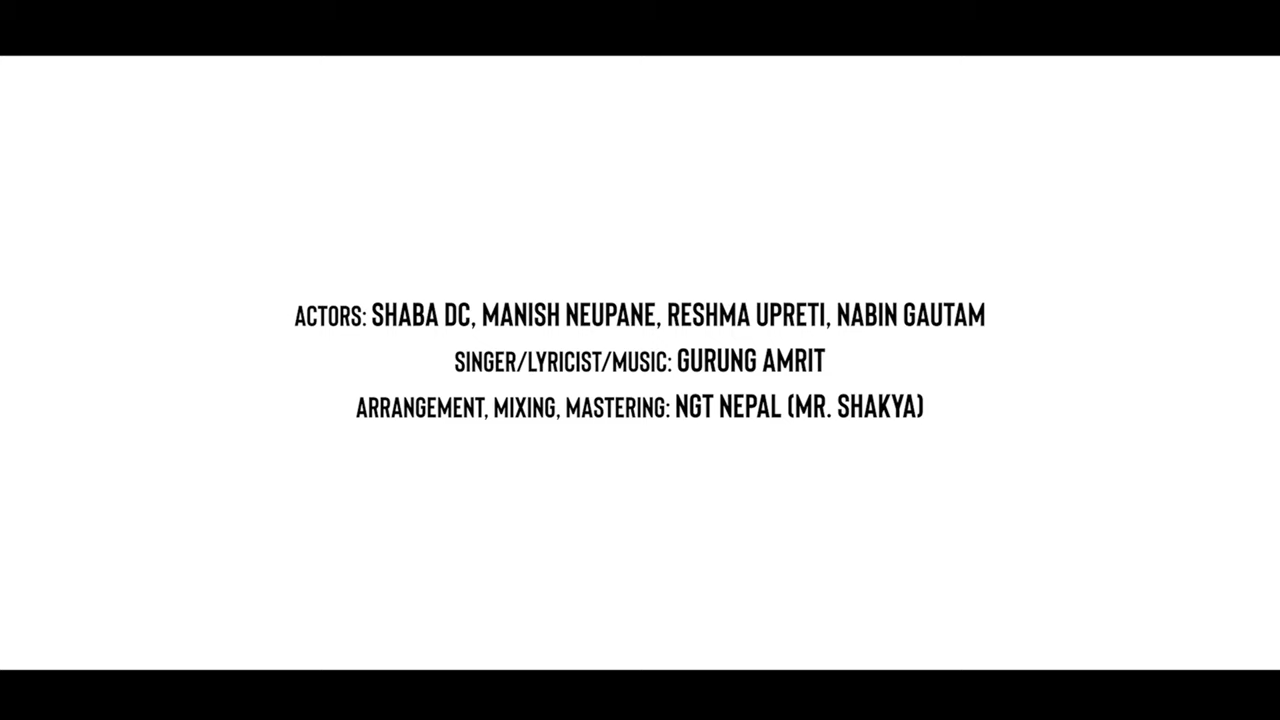 ACTORS: SHABA DC, MANISH NEUPANE, RESHMA UPRETI, NABIN GAUTAM
SINGER/LYRICIST/MUSIC: GURUNG AMRIT
ARRANGEMENT, MIXING, MASTERING: NGT NEPAL (MR. SHAKYA)